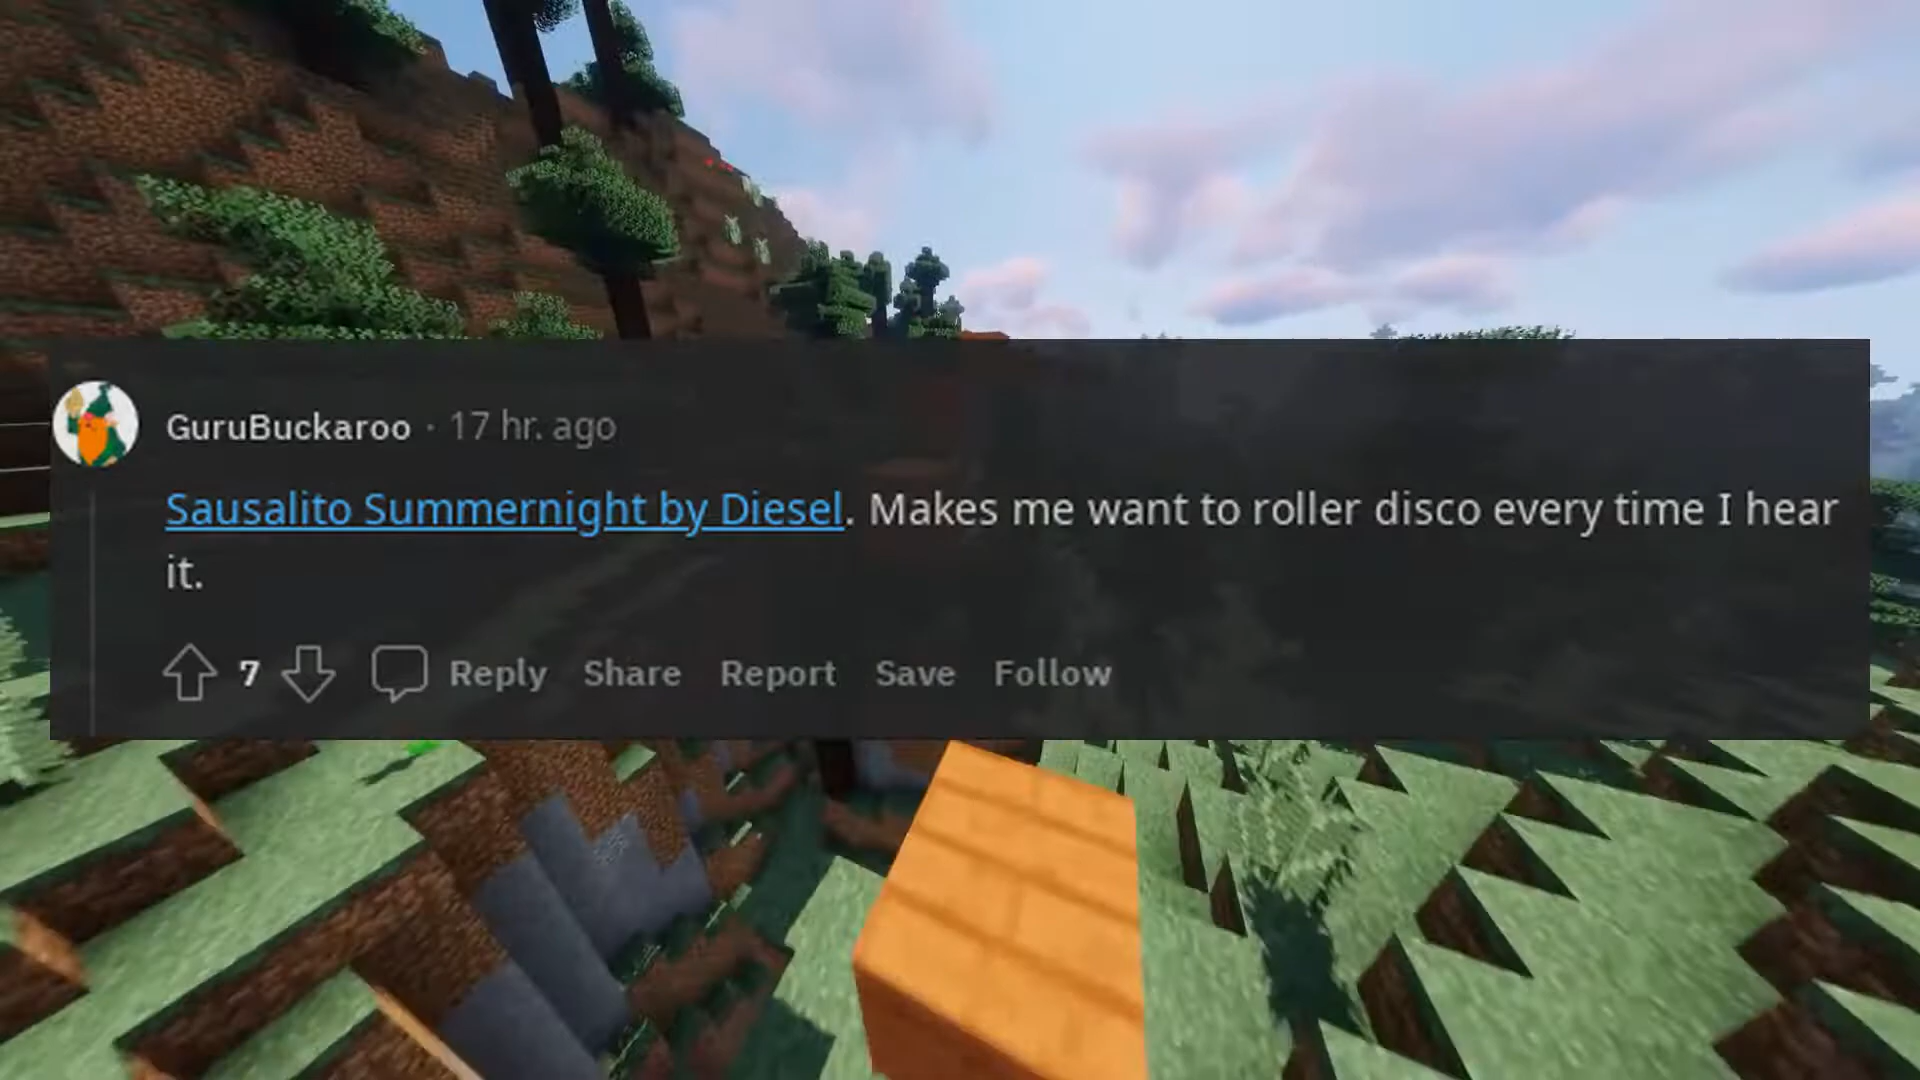 GuruBuckaroo · 17 hr. ago
Sausalito Summernight by Diesel. Makes me want to roller disco every time I hear
it.
7 Reply Share Report Save Follow